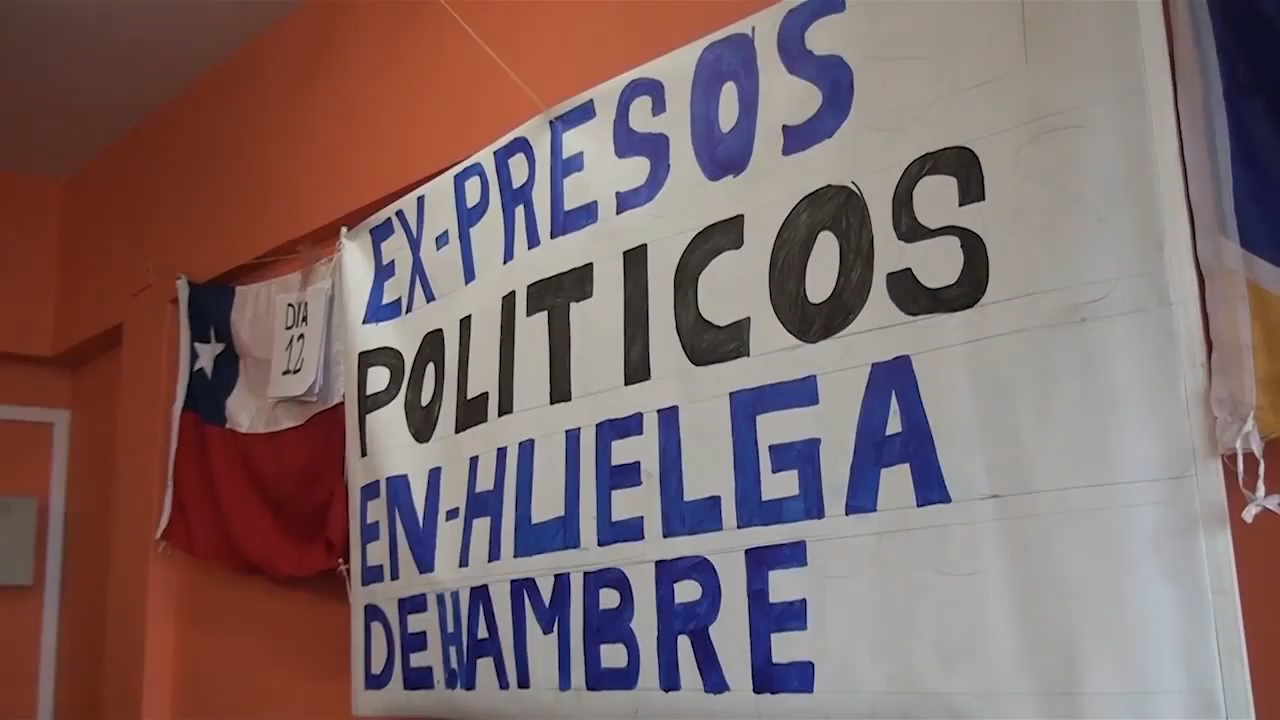 EX-PRESOS
POLITICOS
EN-HUELGA
DE HAMBRE
DIA
12